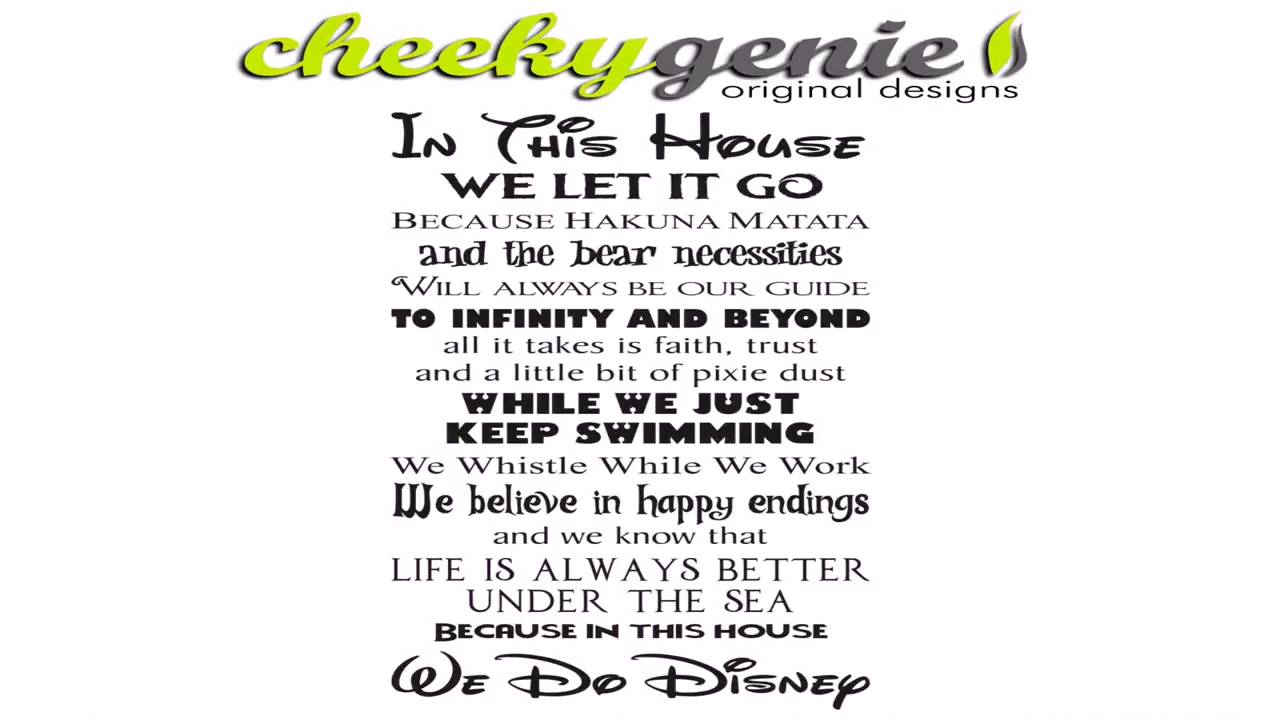 cheekygenie
original designs
In This House
WE LET IT GO
Because Hakuna Matata
and the bear necessities
Will always be our guide
TO INFINITY AND BEYOND
all it takes is faith, trust
and a little bit of pixie dust
WHILE WE JUST
KEEP SWIMMING
We Whistle While We Work
We believe in happy endings
and we know that
LIFE IS ALWAYS BETTER
UNDER THE SEA
Because in this house
We Do Disney